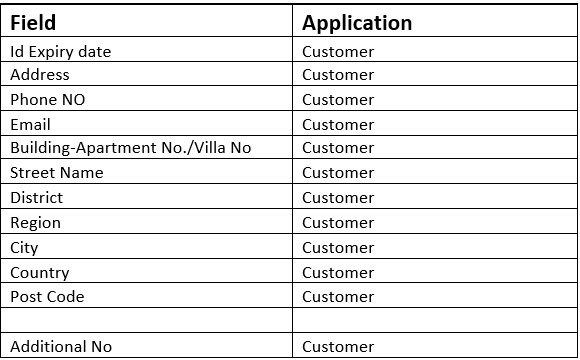 Field Application
Id Expiry date Customer
Address Customer
Phone NO Customer
Email Customer
Building-Apartment No./Villa No Customer
Street Name Customer
District Customer
Region Customer
City Customer
Country Customer
Post Code Customer
Additional No Customer